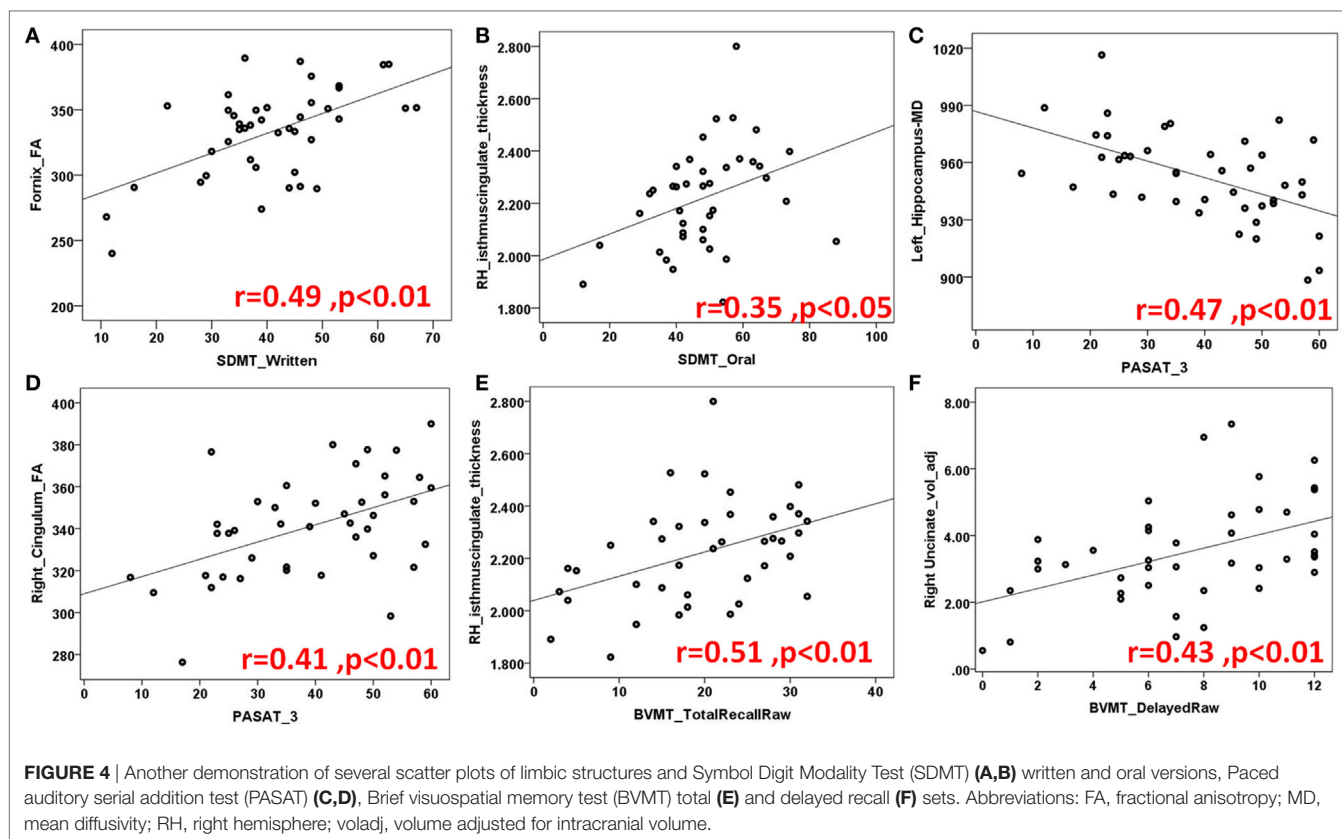 A
400
350
300
250
200
Fornix_FA
10 20 30 40 50 60 70
SDMT_Written
r=0.49 ,p<0.01
B
2.800
2.600
2.400
2.200
2.000
1.800
RH_isthmuscingulate_thickness
0 20 40 60 80 100
SDMT_Oral
r=0.35 ,p<0.05
C
1020
990
960
930
900
Left_Hippocampus-MD
0 10 20 30 40 50 60
PASAT_3
r=0.47 ,p<0.01
D
400
380
360
340
320
300
280
Right_Cingulum_FA
0 10 20 30 40 50 60
PASAT_3
r=0.41 ,p<0.01
E
2.800
2.600
2.400
2.200
2.000
1.800
RH_isthmuscingulate_thickness
0 10 20 30 40
BVMT_TotalRecallRaw
r=0.51 ,p<0.01
F
8.00
6.00
4.00
2.00
.00
Right Uncinate_vol_adj
0 2 4 6 8 10 12
BVMT_DelayedRaw
r=0.43 ,p<0.01
FIGURE 4 | Another demonstration of several scatter plots of limbic structures and Symbol Digit Modality Test (SDMT) (A,B) written and oral versions, Paced
auditory serial addition test (PASAT) (C,D), Brief visuospatial memory test (BVMT) total (E) and delayed recall (F) sets. Abbreviations: FA, fractional anisotropy; MD,
mean diffusivity; RH, right hemisphere; voladj, volume adjusted for intracranial volume.